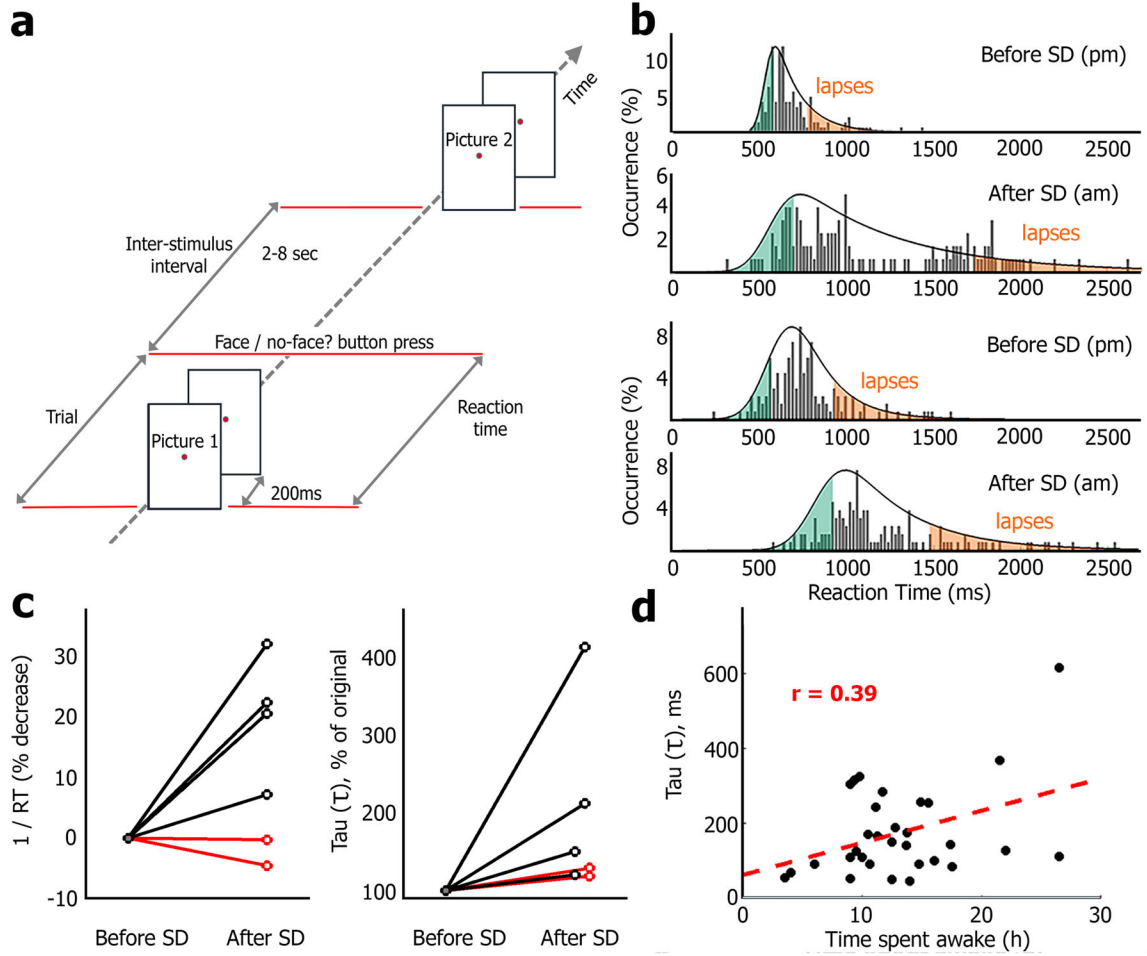 a
Time
Picture 2
Inter-stimulus
interval
2-8 sec
Face / no-face? button press
Trial
Reaction
time
Picture 1
200ms
b
Occurrence (%)
10
5
Before SD (pm)
lapses
0 500 1000 1500 2000 2500
6
4
2
After SD (am)
lapses
0 500 1000 1500 2000 2500
Occurrence (%)
8
4
Before SD (pm)
lapses
0 500 1000 1500 2000 2500
8
4
After SD (am)
lapses
0 500 1000 1500 2000 2500
Reaction Time (ms)
c
1 / RT (% decrease)
30
20
10
0
-10
Before SD After SD
Tau (τ), % of original
400
300
200
100
Before SD After SD
d
Tau (τ), ms
600
400
200
0
r = 0.39
0 10 20 30
Time spent awake (h)